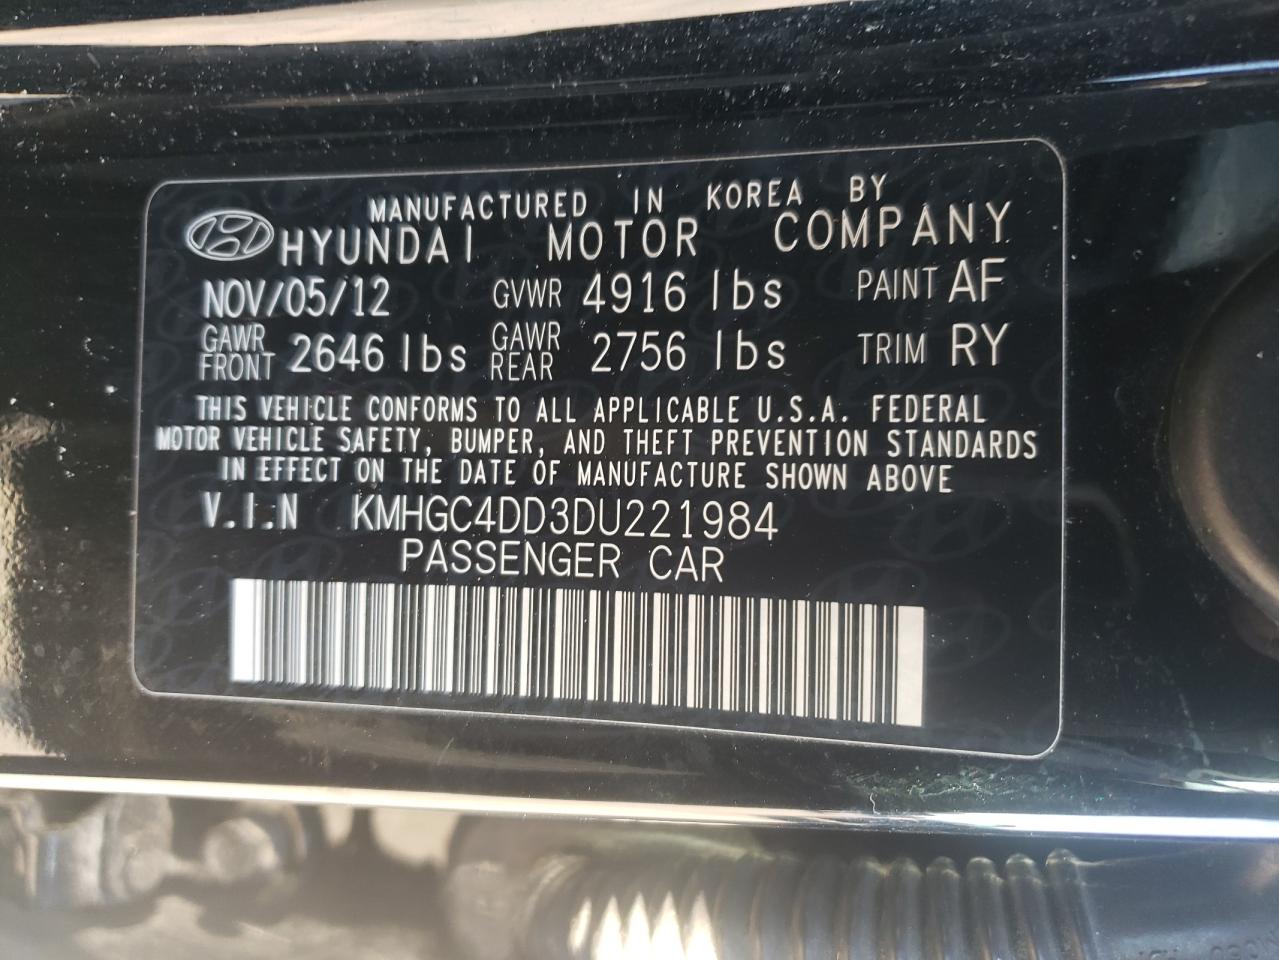 MANUFACTURED IN KOREA BY
HYUNDAI MOTOR COMPANY
NOV/05/12 GVWR 4916 lbs PAINT AF
GAWR FRONT 2646 lbs GAWR REAR 2756 lbs TRIM RY
THIS VEHICLE CONFORMS TO ALL APPLICABLE U.S.A. FEDERAL
MOTOR VEHICLE SAFETY, BUMPER, AND THEFT PREVENTION STANDARDS
IN EFFECT ON THE DATE OF MANUFACTURE SHOWN ABOVE
V.I.N KMHGC4DD3DU221984
PASSENGER CAR